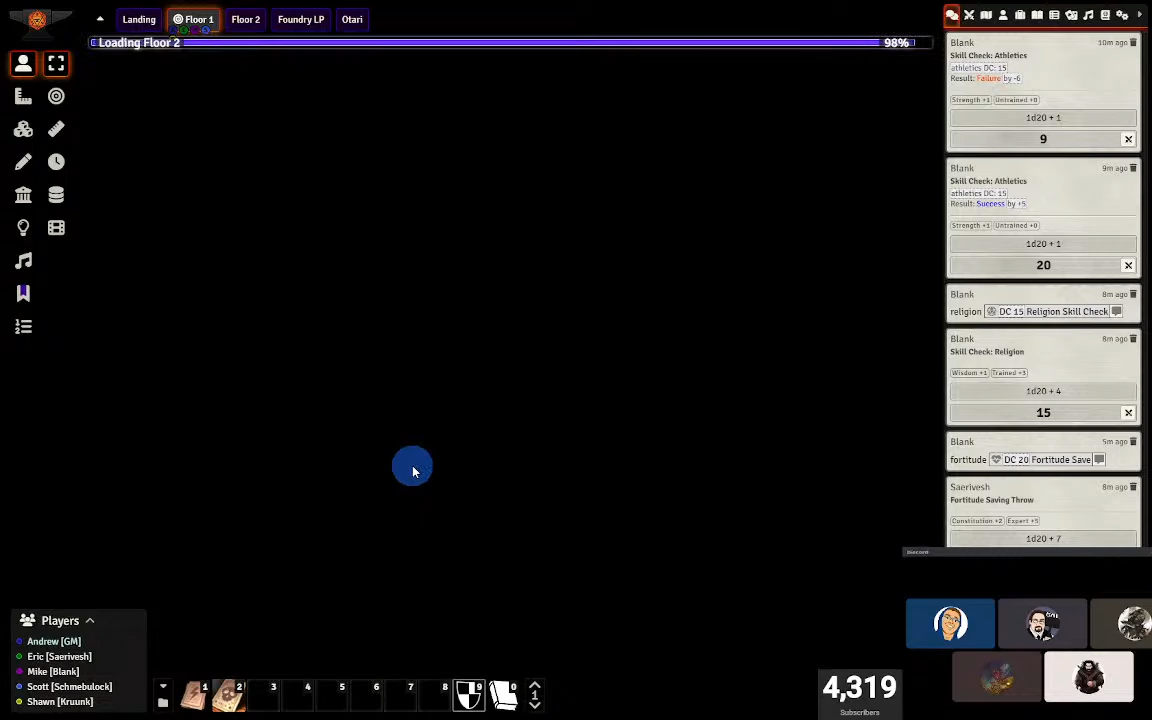 Landing
Floor 1
Floor 2
Foundry LP
Otari
Loading Floor 2
98%
Blank
10m ago
Skill Check: Athletics
athletics DC: 15
Result: Failure by -6
Strength +1
Untrained +0
1d20 + 1
9
Blank
9m ago
Skill Check: Athletics
athletics DC: 15
Result: Success by +5
Strength +1
Untrained +0
1d20 + 1
20
Blank
8m ago
religion
DC 15 Religion Skill Check
Blank
8m ago
Skill Check: Religion
Wisdom +1
Trained +3
1d20 + 4
15
Blank
5m ago
fortitude
DC 20 Fortitude Save
Saerivesh
8m ago
Fortitude Saving Throw
Constitution +2
Expert +5
1d20 + 7
Discord
Players
Andrew [GM]
Eric [Saerivesh]
Mike [Blank]
Scott [Schmebulock]
Shawn [Kruunk]
1
2
3
4
5
6
7
8
9
0
1
4,319
Subscribers